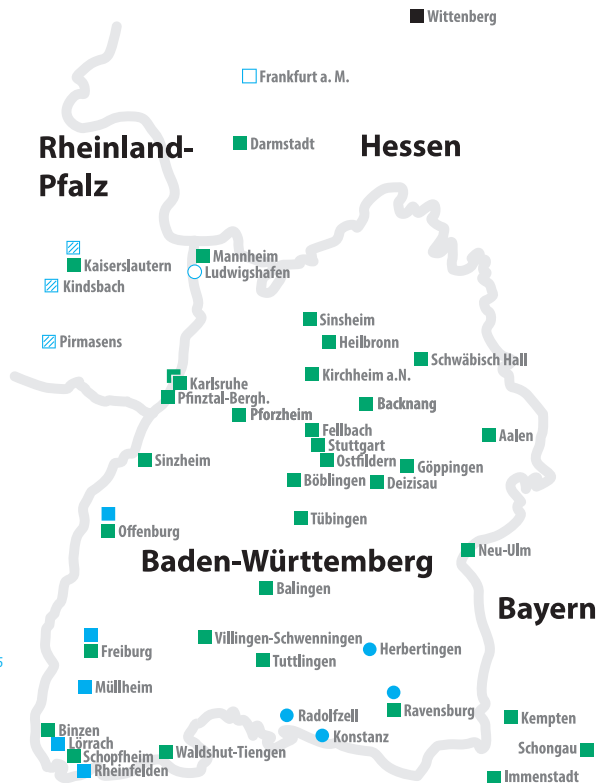 Wittenberg
Frankfurt a. M.
Darmstadt
Rheinland-
Pfalz
Hessen
Mannheim
Kaiserslautern
Ludwigshafen
Kindsbach
Sinsheim
Pirmasens
Heilbronn
Schwäbisch Hall
Kirchheim a.N.
Karlsruhe
Pfinztal-Bergh.
Backnang
Pforzheim
Fellbach
Aalen
Stuttgart
Sinzheim
Ostfildern
Göppingen
Böblingen
Deizisau
Tübingen
Offenburg
Neu-Ulm
Baden-Württemberg
Balingen
Bayern
Villingen-Schwenningen
Herbertingen
Freiburg
Tuttlingen
5
Müllheim
Ravensburg
Radolfzell
Kempten
Binzen
Konstanz
Lörrach
Schongau
Waldshut-Tiengen
Schopfheim
Rheinfelden
Immenstadt